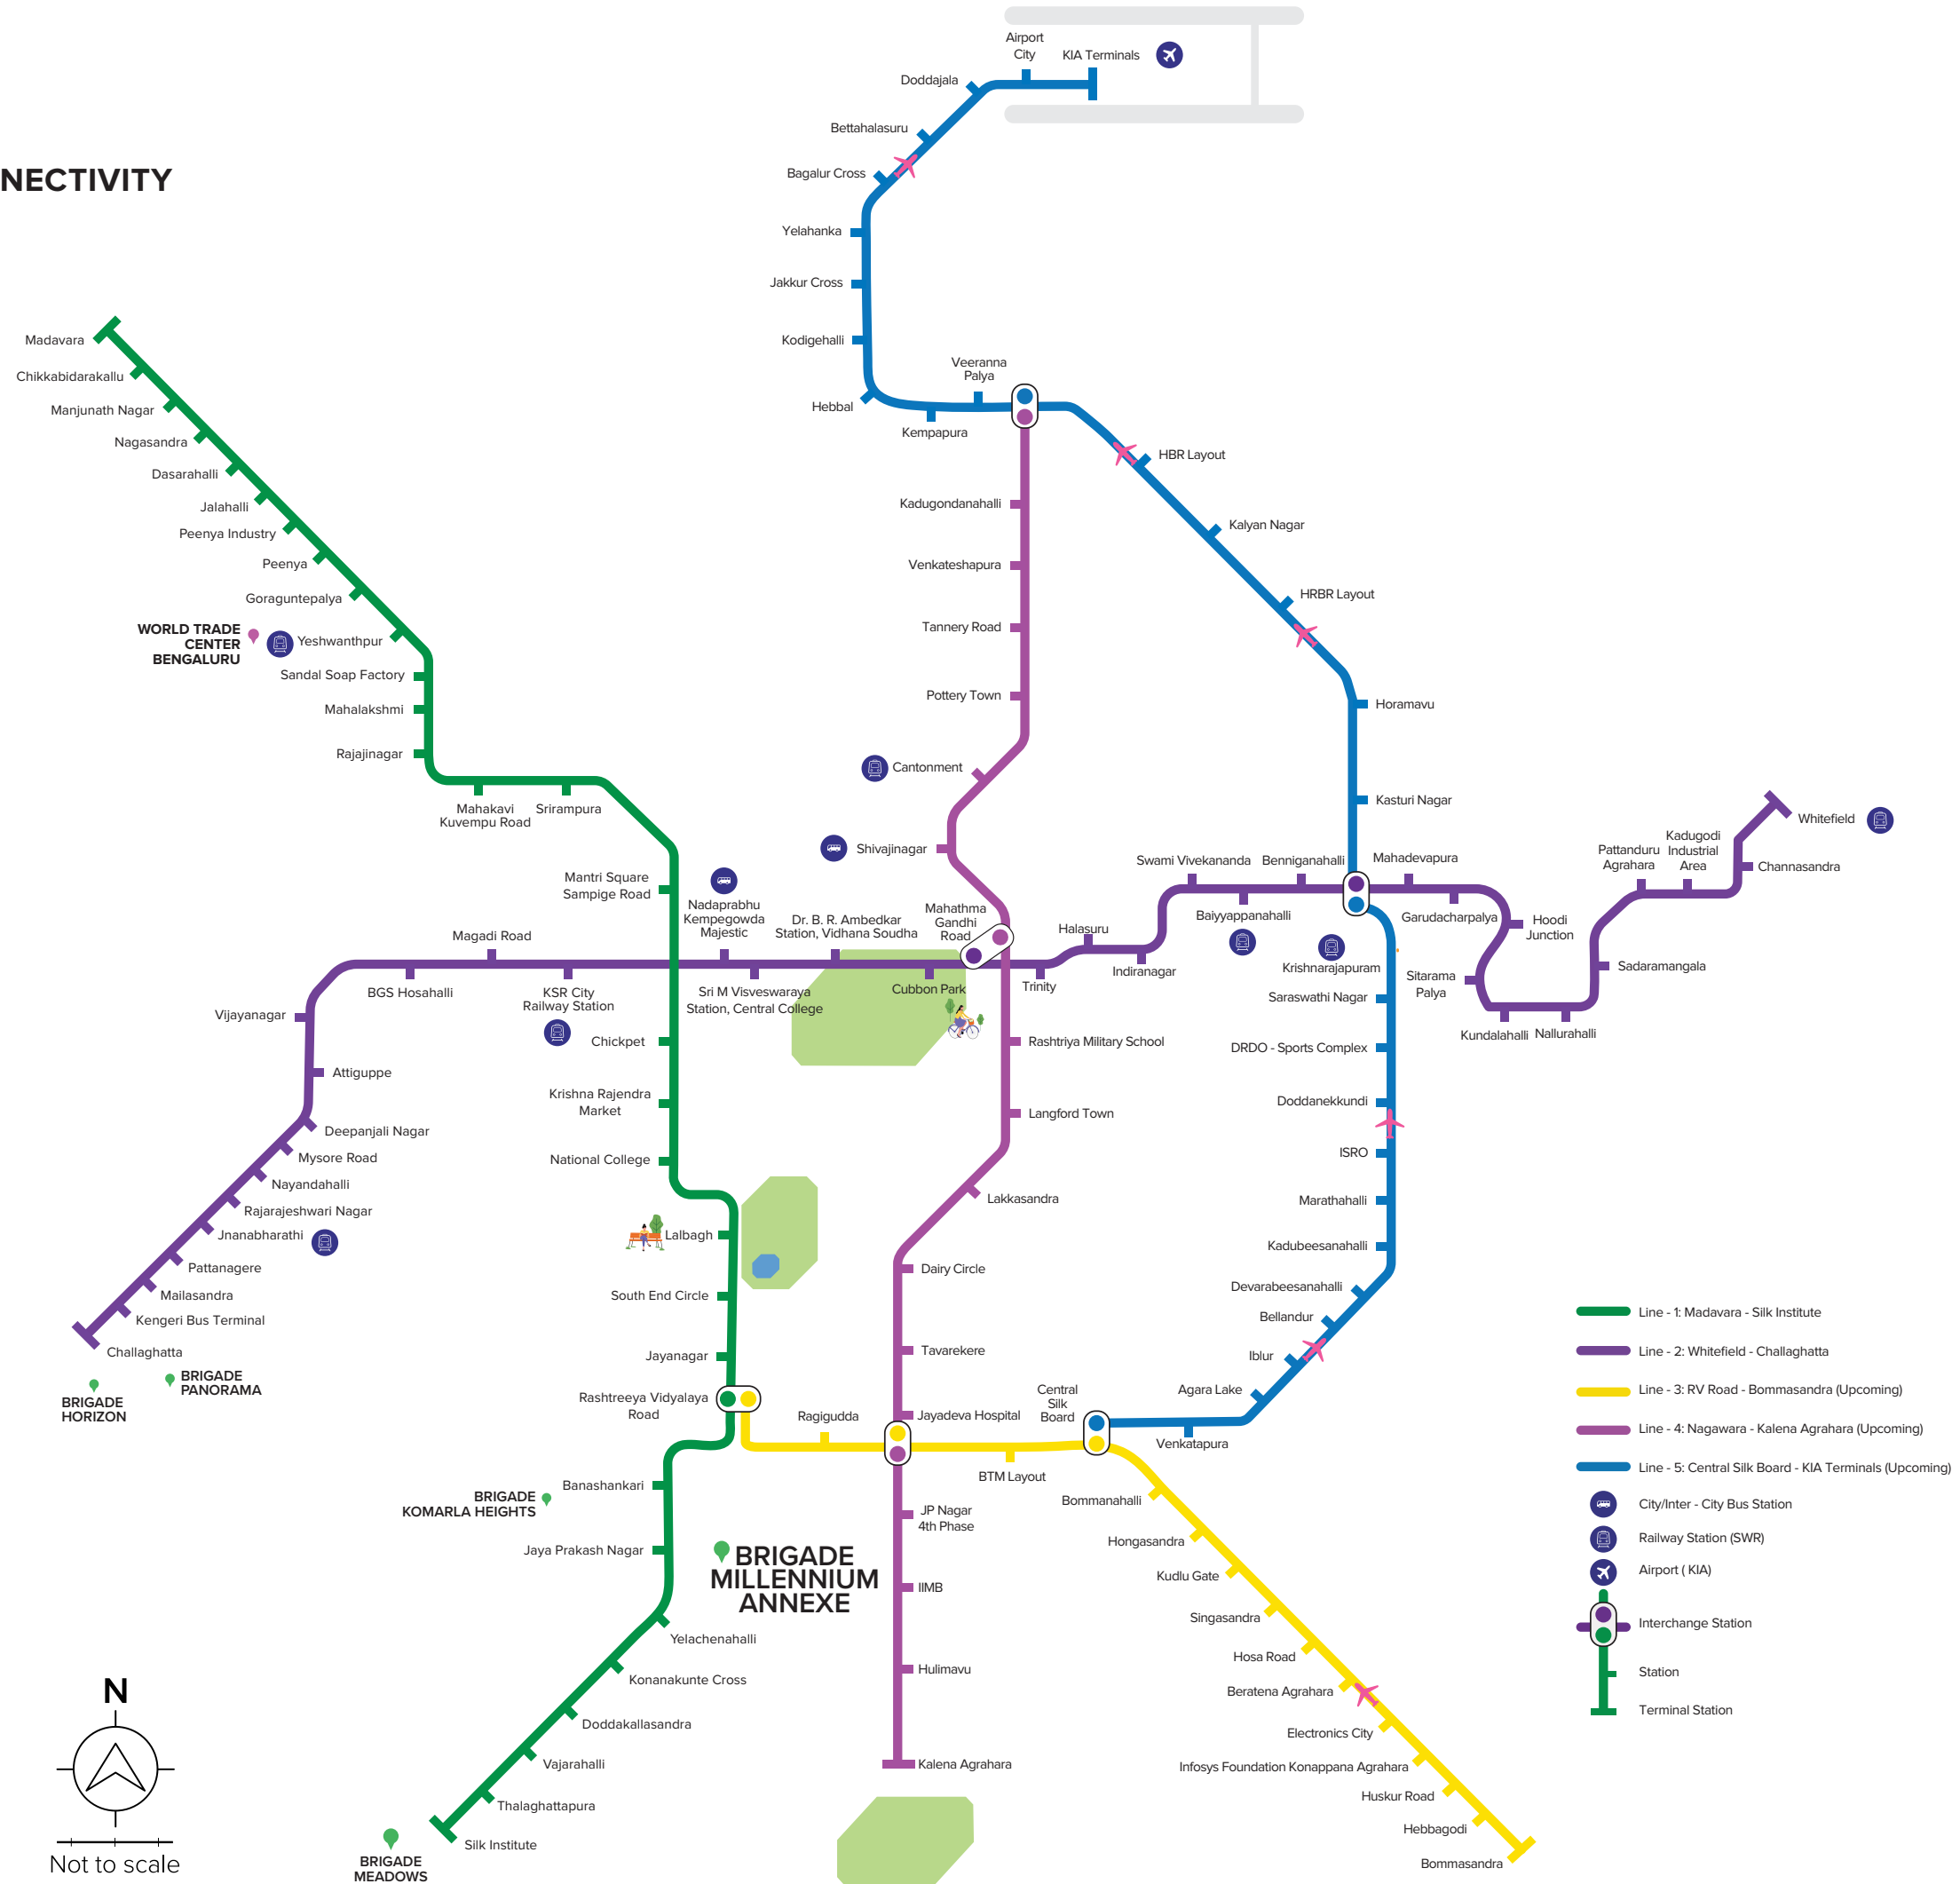 NECTIVITY
Airport
City
KIA Terminals
Doddajala
Bettahalasuru
Bagalur Cross
Yelahanka
Jakkur Cross
Kodigehalli
Hebbal
Kempapura
Veeranna
Palya
HBR Layout
Kalyan Nagar
HRBR Layout
Horamavu
Kasturi Nagar
Madavara
Chikkabidarakallu
Manjunath Nagar
Nagasandra
Dasarahalli
Jalahalli
Peenya Industry
Peenya
Goraguntepalya
WORLD TRADE
CENTER
BENGALURU
Yeshwanthpur
Sandal Soap Factory
Mahalakshmi
Rajajinagar
Mahakavi
Kuvempu Road
Srirampura
Mantri Square
Sampige Road
Nadaprabhu
Kempegowda
Majestic
Kadugondanahalli
Venkateshapura
Tannery Road
Pottery Town
Cantonment
Shivajinagar
Mahathma
Gandhi
Road
Dr. B. R. Ambedkar
Station, Vidhana Soudha
Magadi Road
BGS Hosahalli
KSR City
Railway Station
Sri M Visveswaraya
Station, Central College
Cubbon Park
Trinity
Halasuru
Indiranagar
Swami Vivekananda
Baiyyappanahalli
Benniganahalli
Krishnarajapuram
Mahadevapura
Garudacharpalya
Hoodi
Junction
Sitarama
Palya
Kundalahalli
Nallurahalli
Sadaramangala
Pattanduru
Agrahara
Kadugodi
Industrial
Area
Channasandra
Whitefield
Vijayanagar
Attiguppe
Deepanjali Nagar
Mysore Road
Nayandahalli
Rajarajeshwari Nagar
Jnanabharathi
Pattanagere
Mailasandra
Kengeri Bus Terminal
Challaghatta
BRIGADE
HORIZON
BRIGADE
PANORAMA
Chickpet
Krishna Rajendra
Market
National College
Lalbagh
South End Circle
Jayanagar
Rashtreeya Vidyalaya
Road
Banashankari
BRIGADE
KOMARLA HEIGHTS
Jaya Prakash Nagar
BRIGADE
MILLENNIUM
ANNEXE
Yelachenahalli
Konanakunte Cross
Doddakallasandra
Vajarahalli
Thalaghattapura
Silk Institute
BRIGADE
MEADOWS
Rashtriya Military School
Langford Town
Lakkasandra
Dairy Circle
Tavarekere
Jayadeva Hospital
JP Nagar
4th Phase
IIMB
Hulimavu
Kalena Agrahara
Saraswathi Nagar
DRDO - Sports Complex
Doddanekkundi
ISRO
Marathahalli
Kadubeesanahalli
Devarabeesanahalli
Bellandur
Iblur
Agara Lake
Venkatapura
Central
Silk
Board
Ragigudda
BTM Layout
Bommanahalli
Hongasandra
Kudlu Gate
Singasandra
Hosa Road
Beratena Agrahara
Electronics City
Infosys Foundation Konappana Agrahara
Huskur Road
Hebbagodi
Bommasandra
Line - 1: Madavara - Silk Institute
Line - 2: Whitefield - Challaghatta
Line - 3: RV Road - Bommasandra (Upcoming)
Line - 4: Nagawara - Kalena Agrahara (Upcoming)
Line - 5: Central Silk Board - KIA Terminals (Upcoming)
City/Inter - City Bus Station
Railway Station (SWR)
Airport ( KIA)
Interchange Station
Station
Terminal Station
N
Not to scale